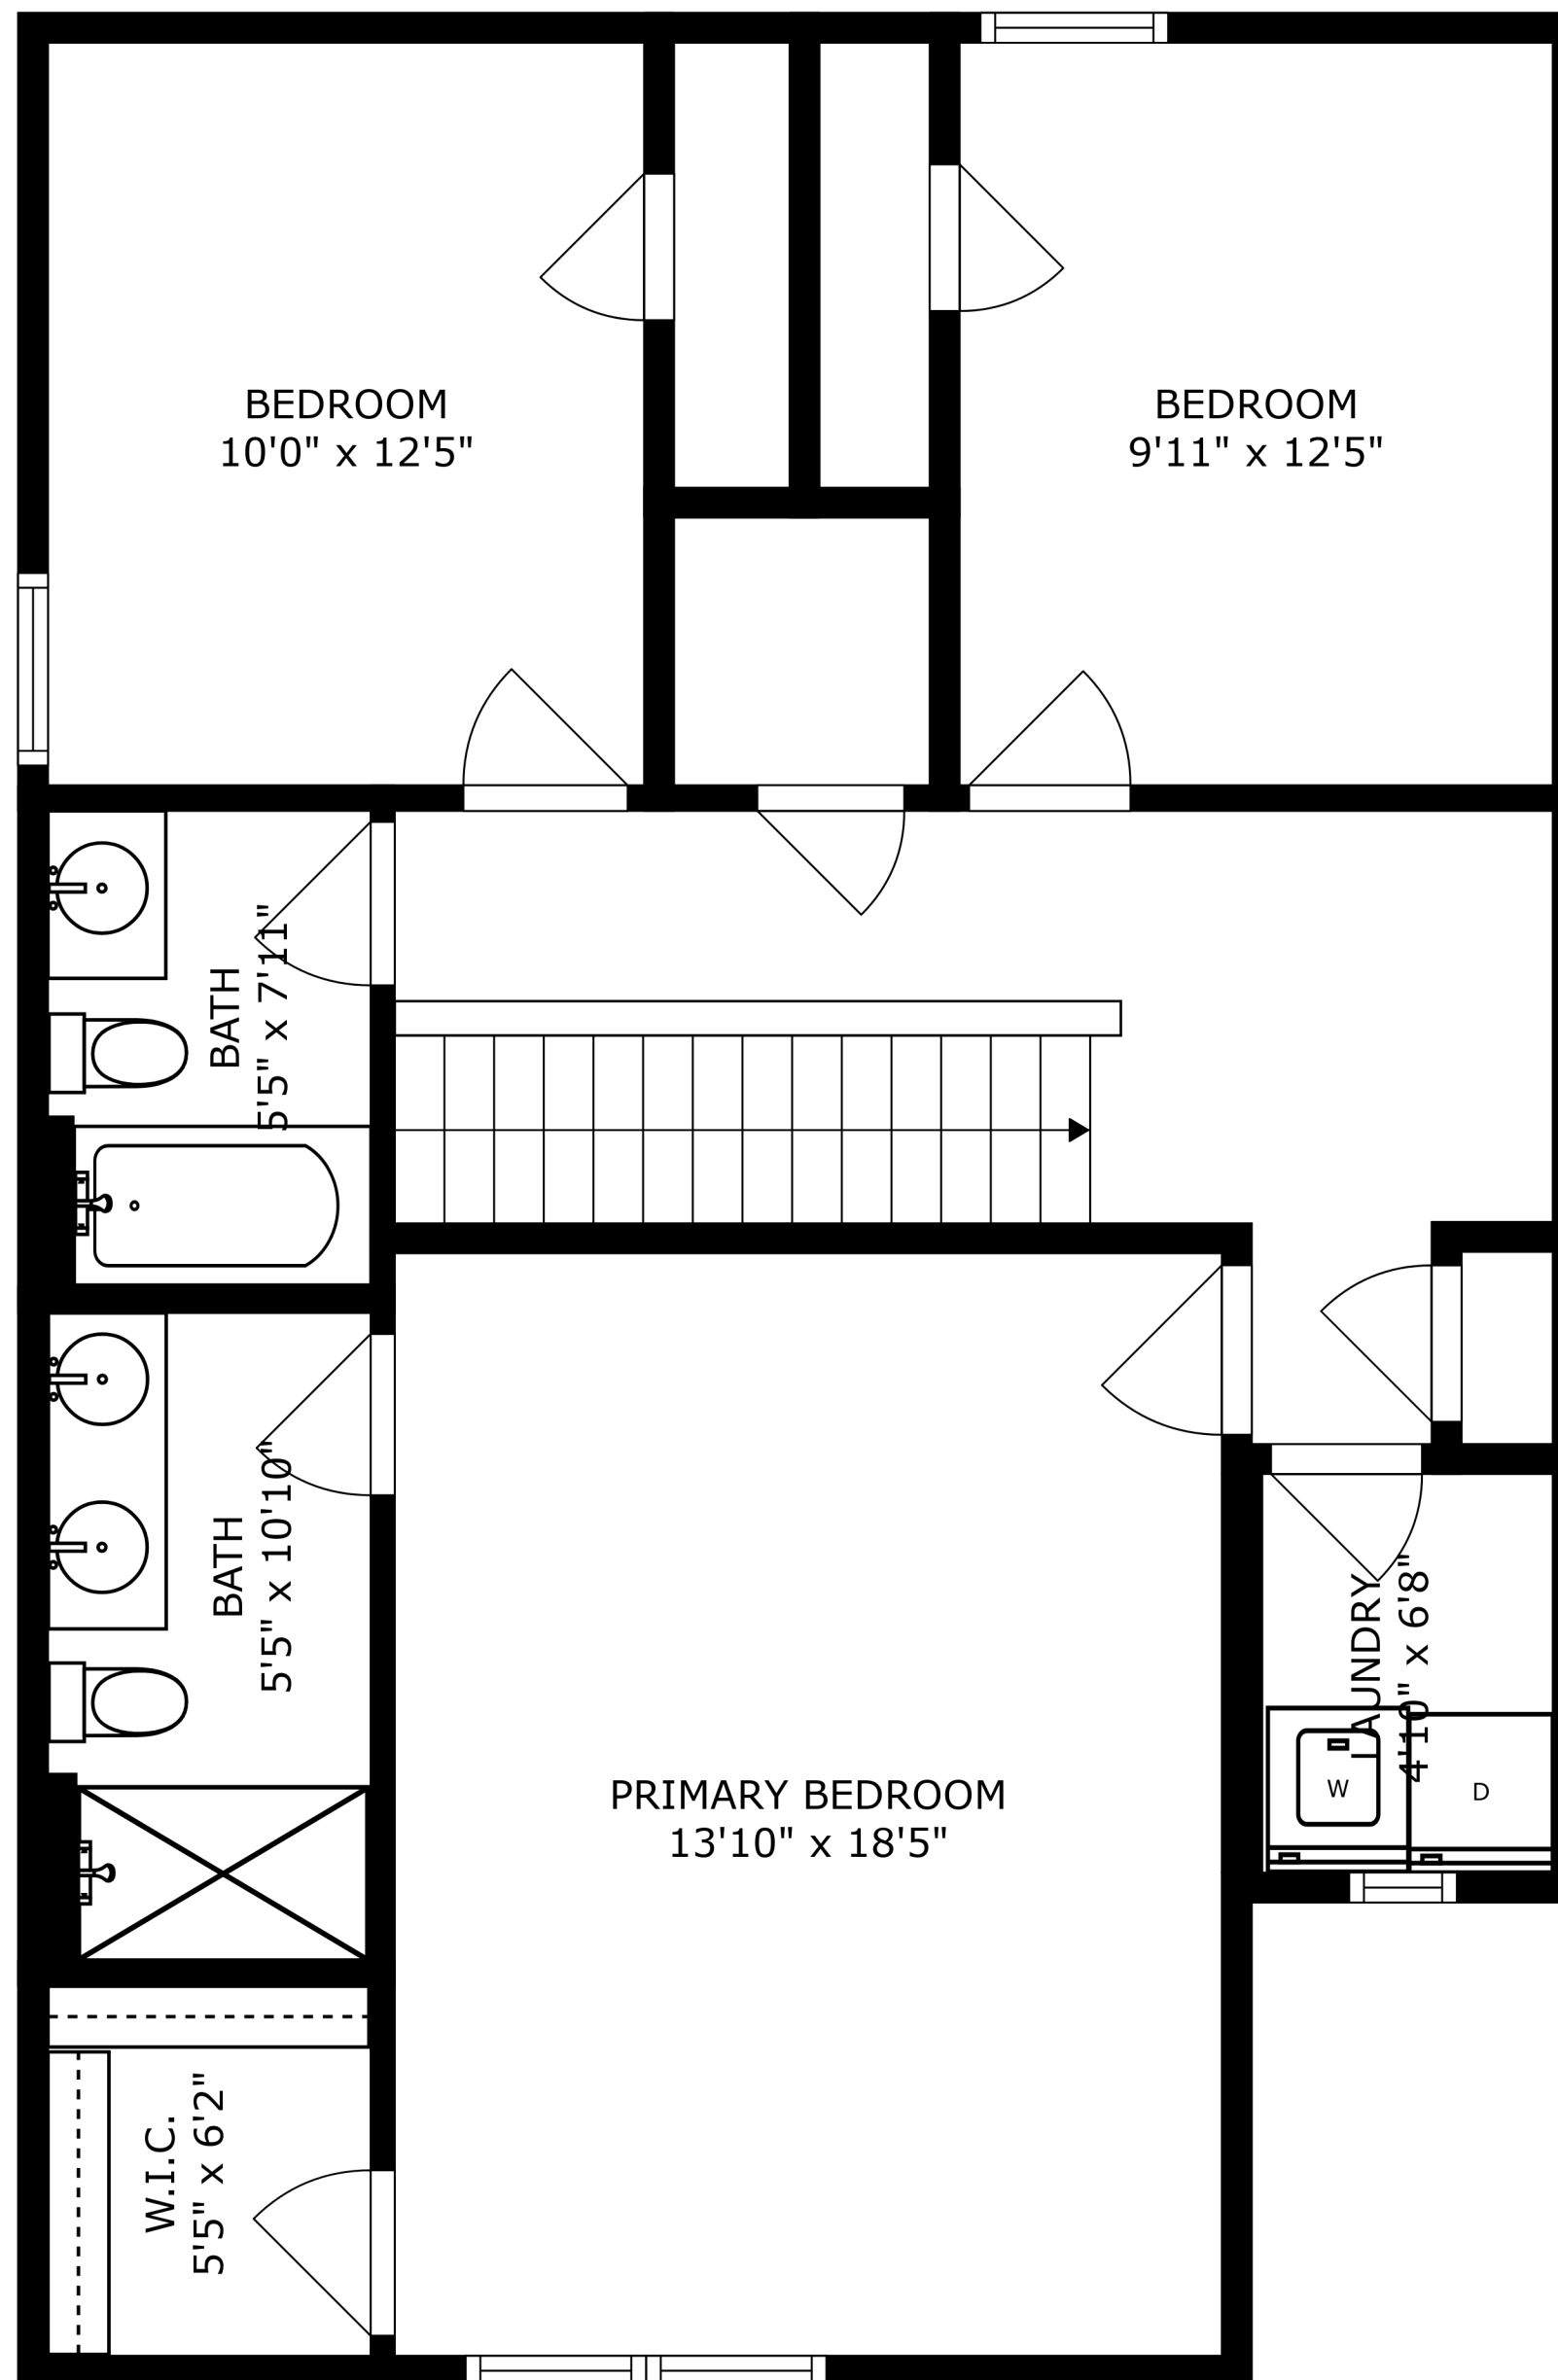 BEDROOM
10'0" x 12'5"
BEDROOM
9'11" x 12'5"
BATH
5'5" x 7'11"
BATH
5'5" x 10'10"
LAUNDRY
4'10" x 6'8"
W
D
PRIMARY BEDROOM
13'10" x 18'5"
W.I.C.
5'5" x 6'2"